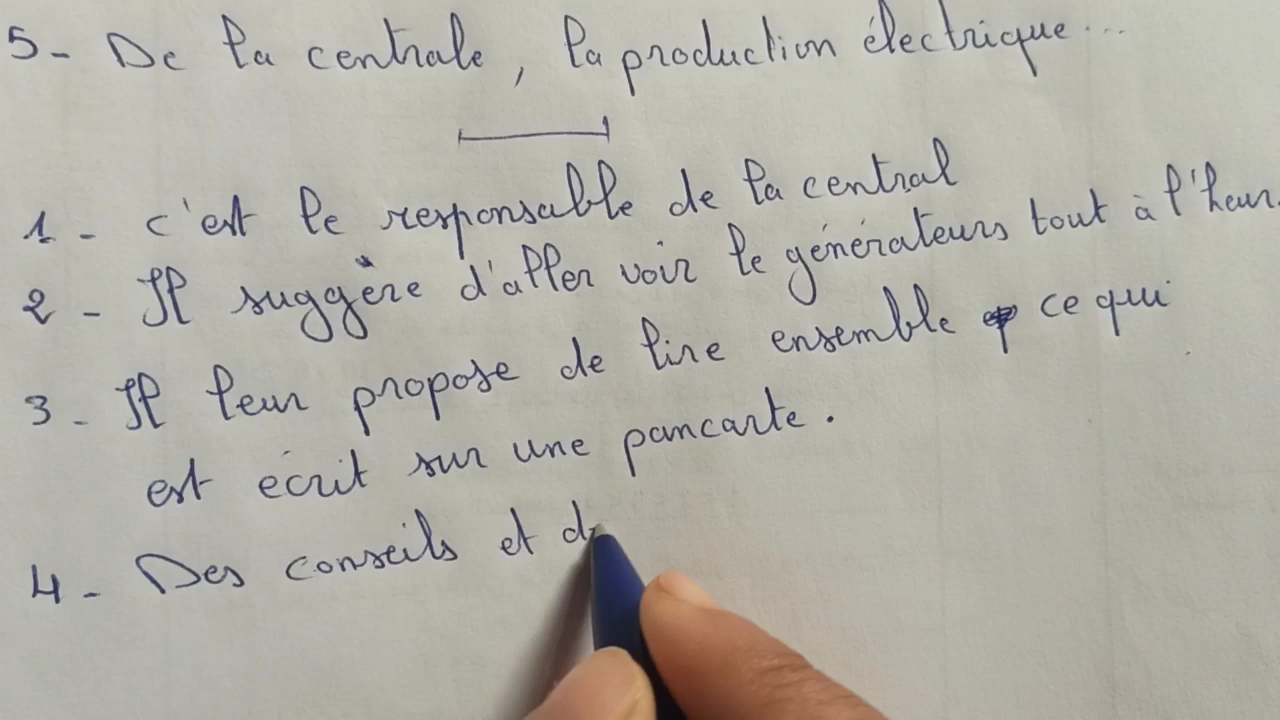 5- De la centrale, la production électrique...
1- c'est le responsable de la central
2- Il suggère d'aller voir le générateurs tout à l'heur.
3- Il leur propose de lire ensemble ce qui
est écrit sur une pancarte.
4- Des conseils et d